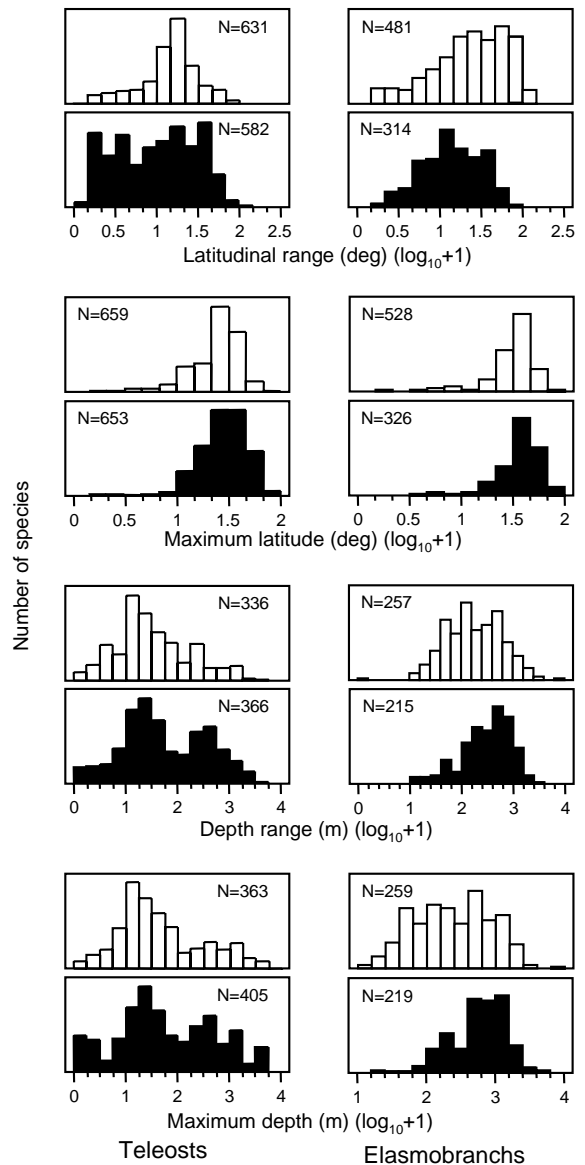 N=631 N=481
N=582 N=314
0 0.5 1 1.5 2 2.5 0 0.5 1 1.5 2 2.5
Latitudinal range (deg) (log10+1)
N=659 N=528
N=653 N=326
0 0.5 1 1.5 2 0 0.5 1 1.5 2
Maximum latitude (deg) (log10+1)
Number of species
N=336 N=257
N=366 N=215
0 1 2 3 4 0 1 2 3 4
Depth range (m) (log10+1)
N=363 N=259
N=405 N=219
0 1 2 3 4 1 2 3 4
Maximum depth (m) (log10+1)
Teleosts Elasmobranchs